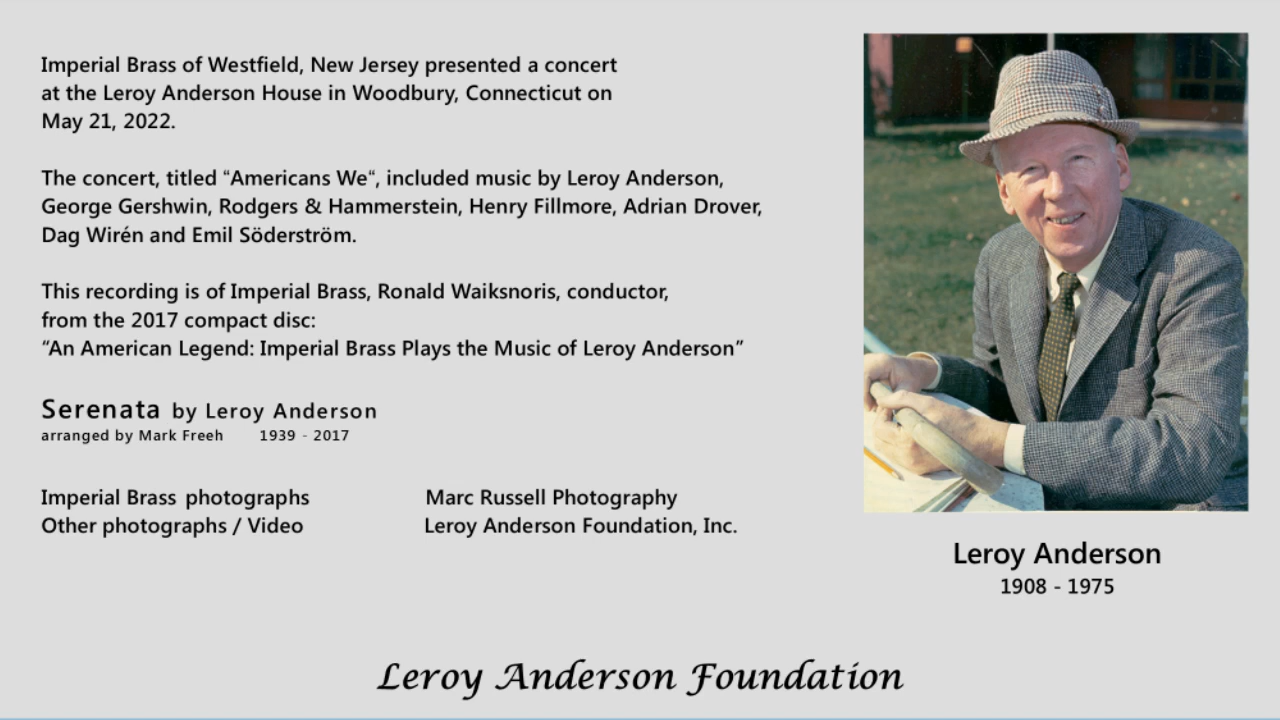 Imperial Brass of Westfield, New Jersey presented a concert
at the Leroy Anderson House in Woodbury, Connecticut on
May 21, 2022.
The concert, titled “Americans We“, included music by Leroy Anderson,
George Gershwin, Rodgers & Hammerstein, Henry Fillmore, Adrian Drover,
Dag Wirén and Emil Söderström.
This recording is of Imperial Brass, Ronald Waiksnoris, conductor,
from the 2017 compact disc:
“An American Legend: Imperial Brass Plays the Music of Leroy Anderson”
Serenata by Leroy Anderson
arranged by Mark Freeh 1939 - 2017
Imperial Brass photographs Marc Russell Photography
Other photographs / Video Leroy Anderson Foundation, Inc.
Leroy Anderson
1908 - 1975
Leroy Anderson Foundation